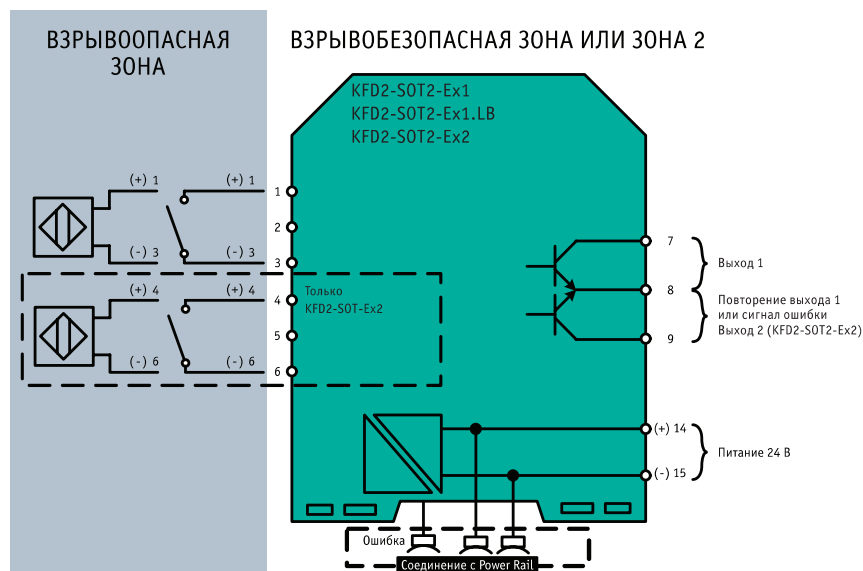 ВЗРЫВООПАСНАЯ
ЗОНА
ВЗРЫВОБЕЗОПАСНАЯ ЗОНА ИЛИ ЗОНА 2
KFD2-SOT2-Ex1
KFD2-SOT2-Ex1.LB
KFD2-SOT2-Ex2
(+) 1
(+) 1
1
2
(-) 3
(-) 3
3
(+) 4
(+) 4
4
Только
KFD2-SOT-Ex2
5
(-) 6
(-) 6
6
7
Выход 1
8
Повторение выхода 1
или сигнал ошибки
Выход 2 (KFD2-SOT2-Ex2)
9
(+) 14
Питание 24 В
(-) 15
Ошибка
Соединение с Power Rail